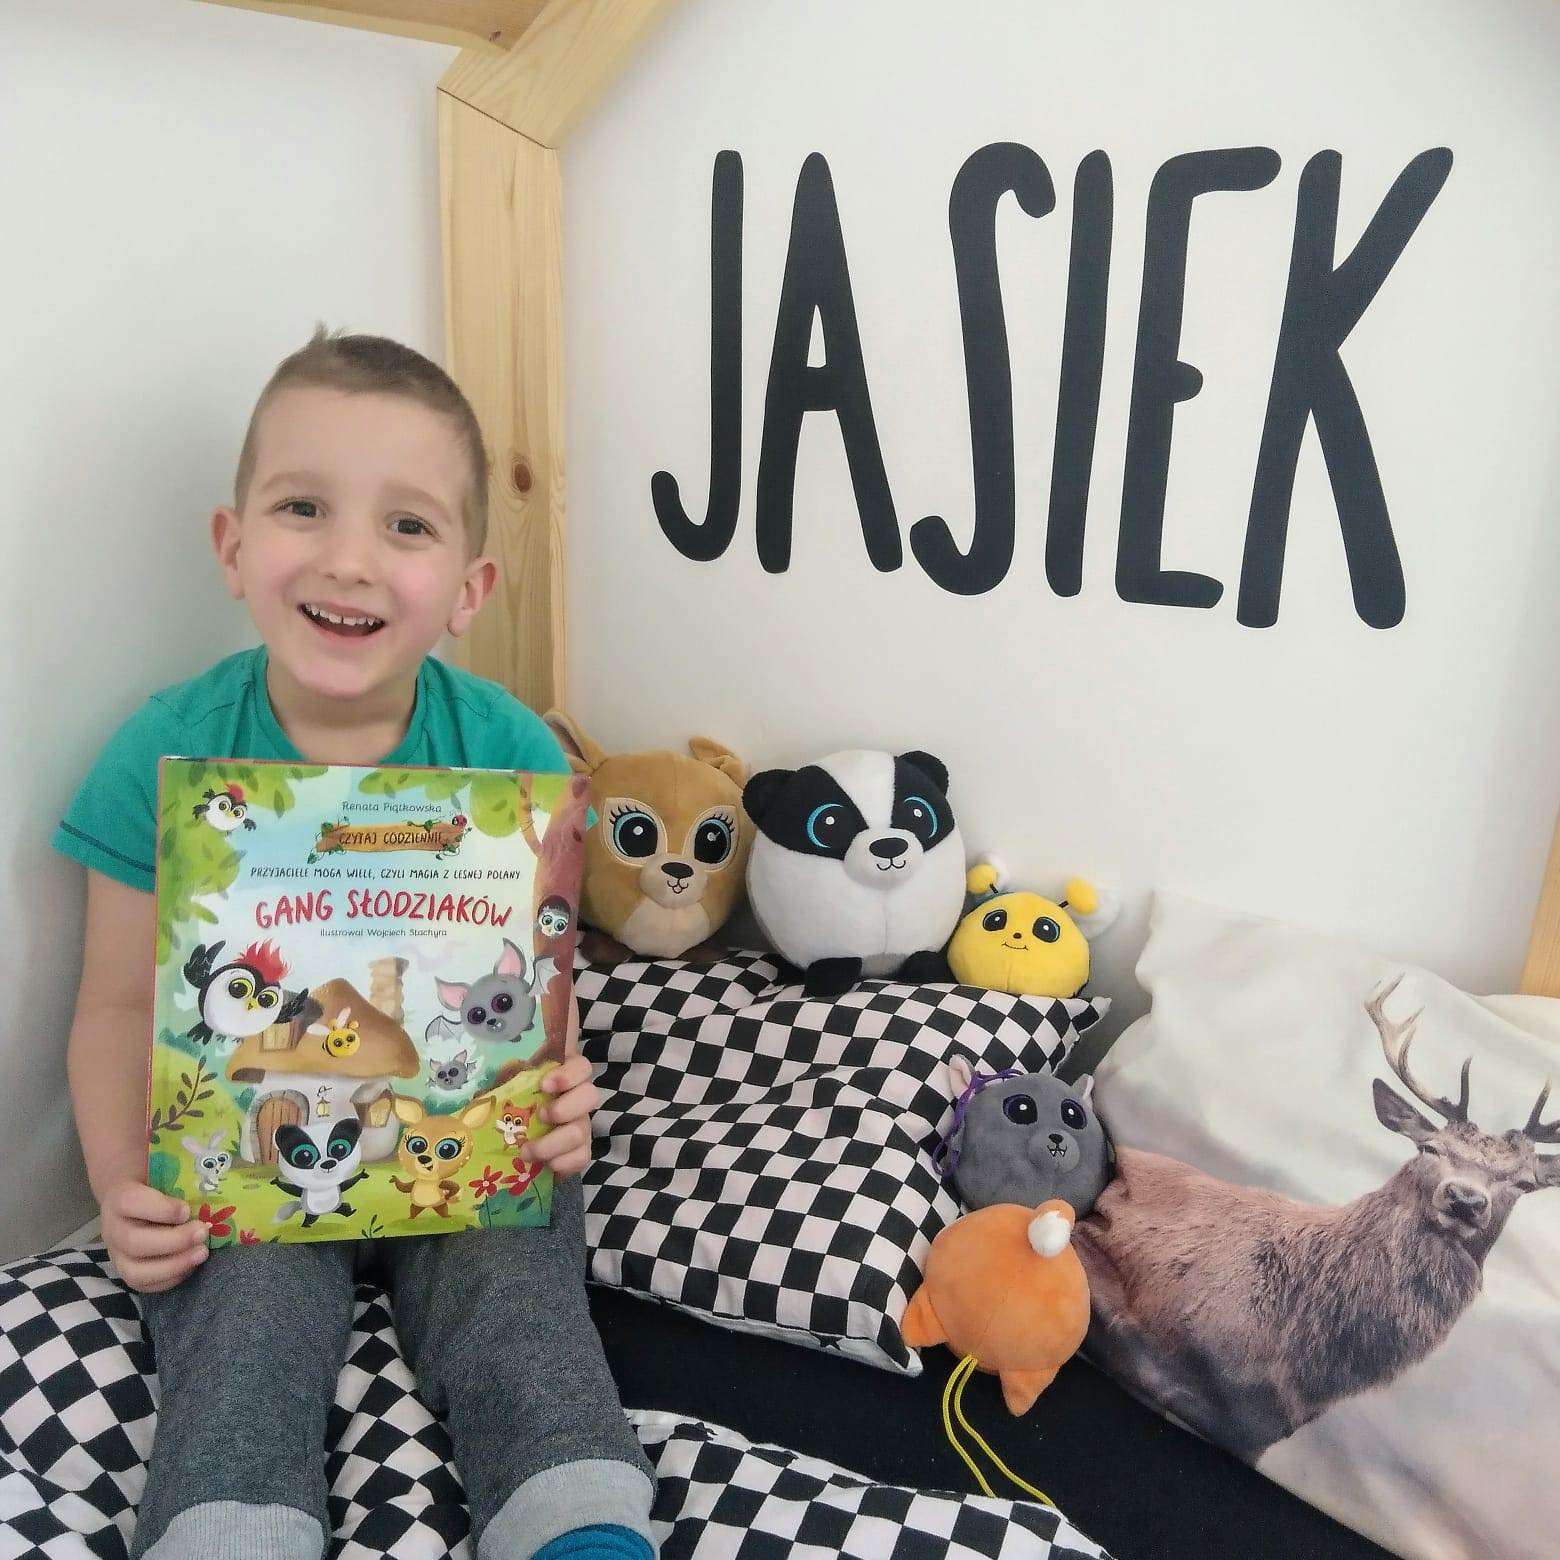 JASIEK
Renata Piątkowska
CZYTAJ CODZIENNIE
PRZYJACIELE MOGĄ WIELE, CZYLI MAGIA Z LEŚNEJ POLANY
GANG SŁODZIAKÓW
ilustrował Wojciech Stachyra